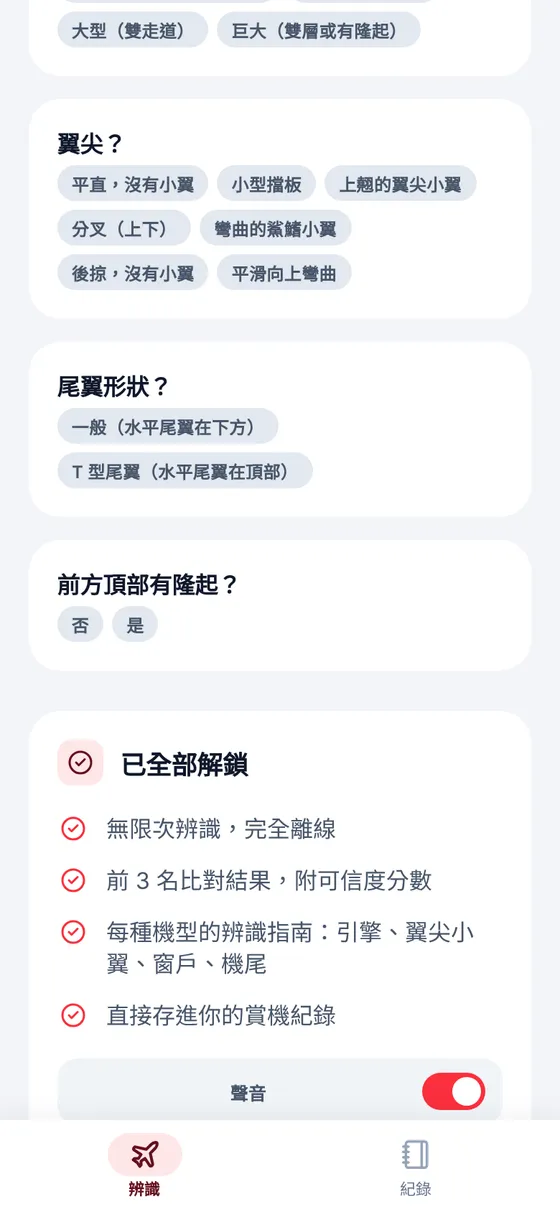 大型（雙走道） 巨大（雙層或有隆起）
翼尖？
平直，沒有小翼 小型擋板 上翹的翼尖小翼
分叉（上下） 彎曲的鯊鰭小翼
後掠，沒有小翼 平滑向上彎曲
尾翼形狀？
一般（水平尾翼在下方）
T 型尾翼（水平尾翼在頂部）
前方頂部有隆起？
否 是
已全部解鎖
無限次辨識，完全離線
前 3 名比對結果，附可信度分數
每種機型的辨識指南：引擎、翼尖小
翼、窗戶、機尾
直接存進你的賞機紀錄
聲音
辨識 紀錄